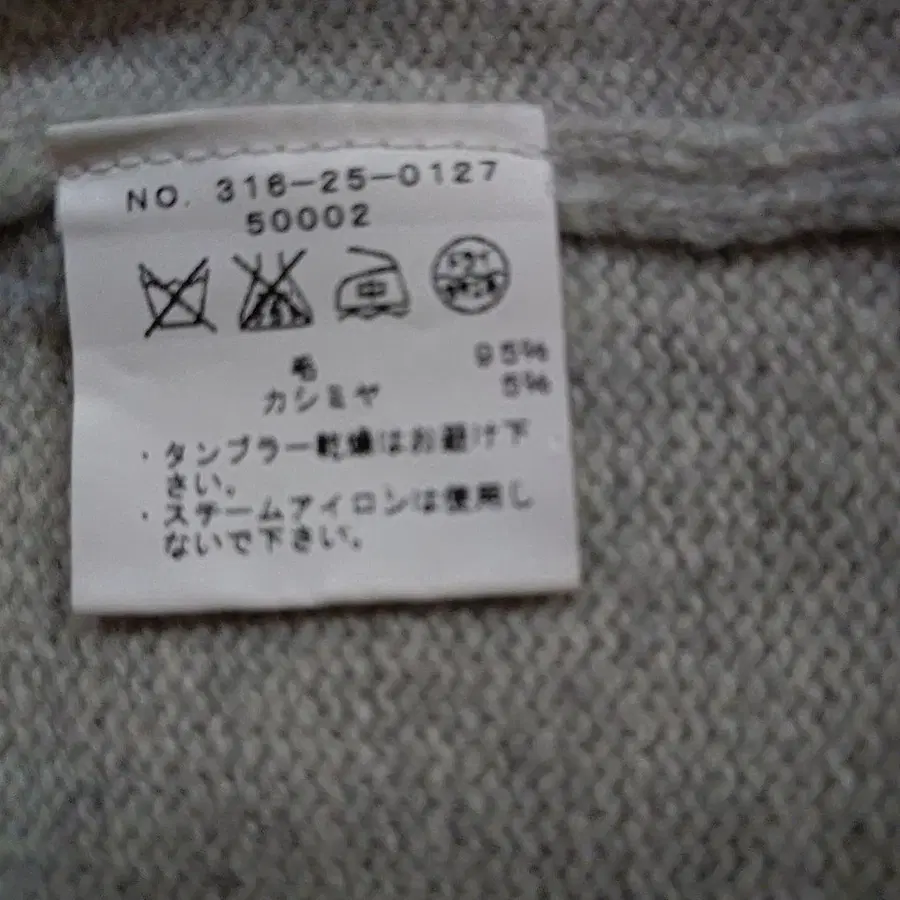 NO. 316-25-0127
50002
中
ドライ
毛 95%
カシミヤ 5%
・タンブラー乾燥はお避け下
さい。
・スチームアイロンは使用し
ないで下さい。